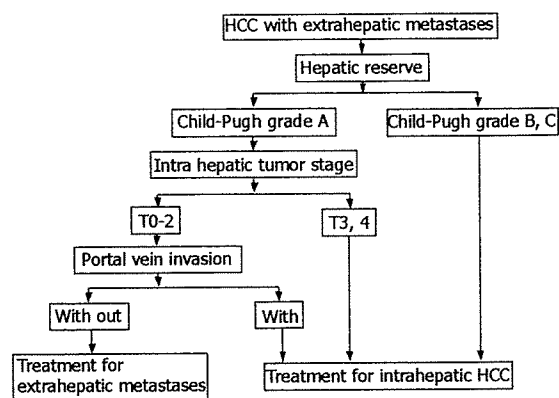 HCC with extrahepatic metastases
Hepatic reserve
Child-Pugh grade A
Child-Pugh grade B, C
Intra hepatic tumor stage
T0-2
T3, 4
Portal vein invasion
With out
With
Treatment for
extrahepatic metastases
Treatment for intrahepatic HCC